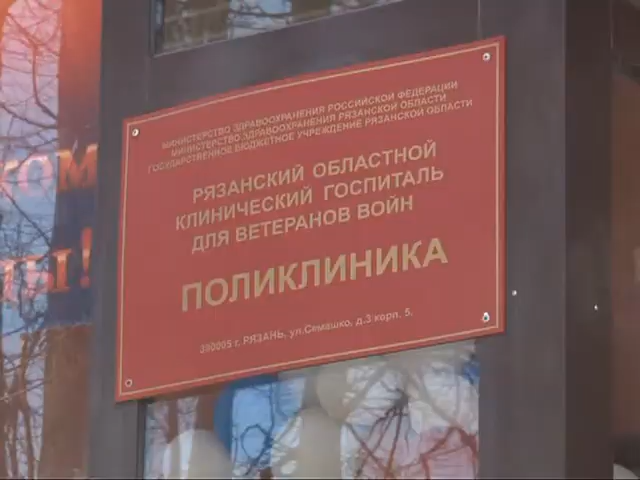 МИНИСТЕРСТВО ЗДРАВООХРАНЕНИЯ РОССИЙСКОЙ ФЕДЕРАЦИИ
МИНИСТЕРСТВО ЗДРАВООХРАНЕНИЯ РЯЗАНСКОЙ ОБЛАСТИ
ГОСУДАРСТВЕННОЕ БЮДЖЕТНОЕ УЧРЕЖДЕНИЕ РЯЗАНСКОЙ ОБЛАСТИ
РЯЗАНСКИЙ ОБЛАСТНОЙ
КЛИНИЧЕСКИЙ ГОСПИТАЛЬ
ДЛЯ ВЕТЕРАНОВ ВОЙН
ПОЛИКЛИНИКА
390005 г. РЯЗАНЬ, ул.Семашко, д.3 корп. 5.